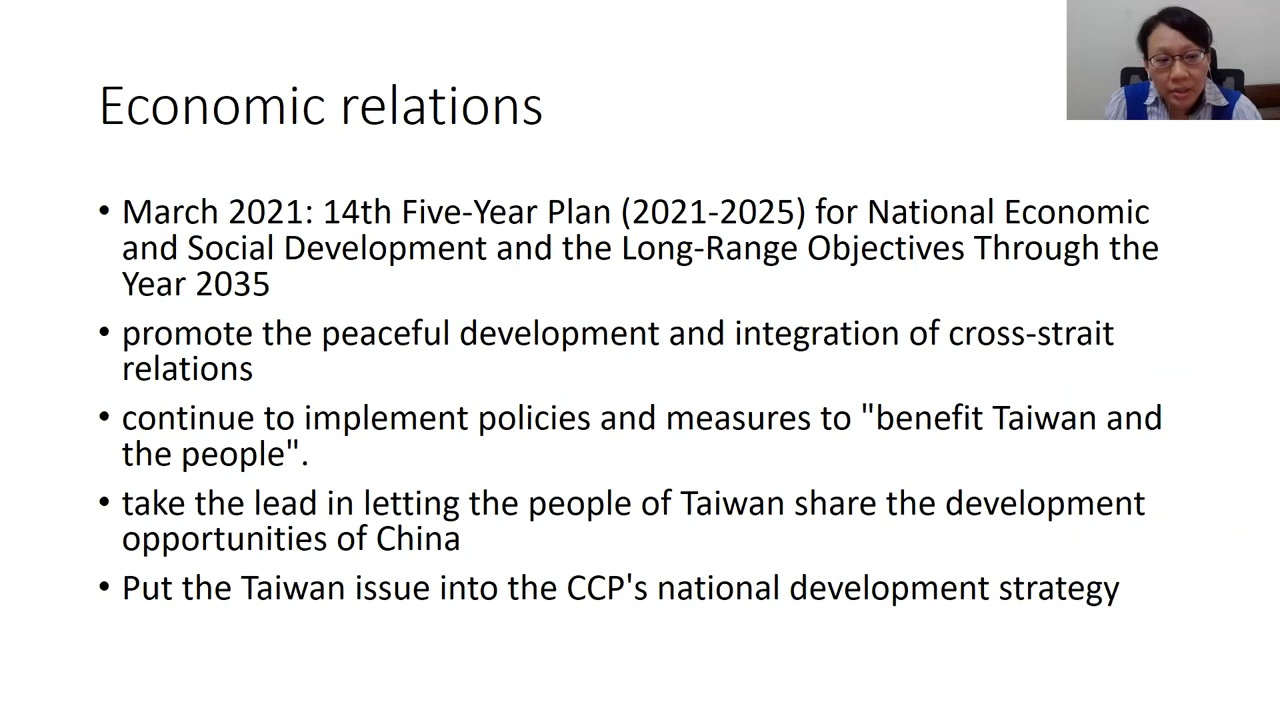 Economic relations
• March 2021: 14th Five-Year Plan (2021-2025) for National Economic
and Social Development and the Long-Range Objectives Through the
Year 2035
• promote the peaceful development and integration of cross-strait
relations
• continue to implement policies and measures to "benefit Taiwan and
the people".
• take the lead in letting the people of Taiwan share the development
opportunities of China
• Put the Taiwan issue into the CCP's national development strategy